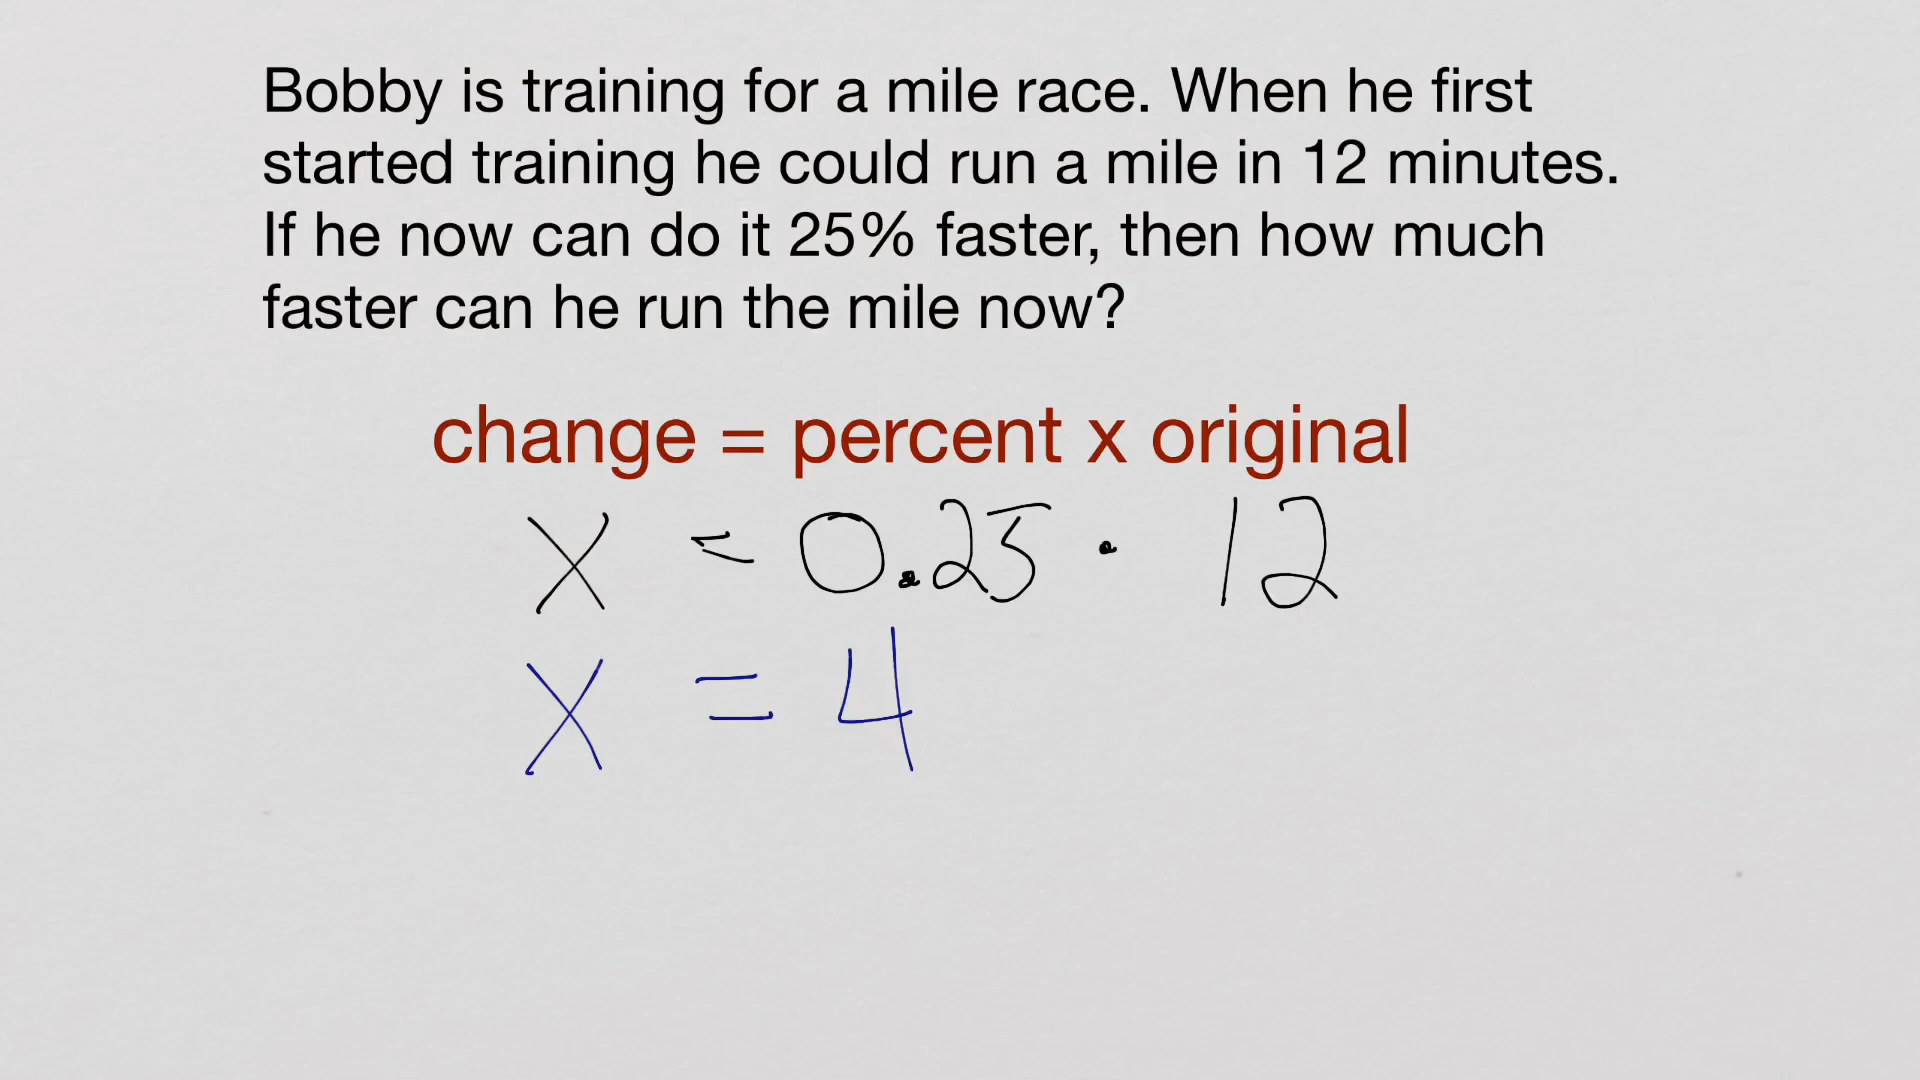 Bobby is training for a mile race. When he first
started training he could run a mile in 12 minutes.
If he now can do it 25% faster, then how much
faster can he run the mile now?
change = percent x original
x = 0.25 · 12
x = 4